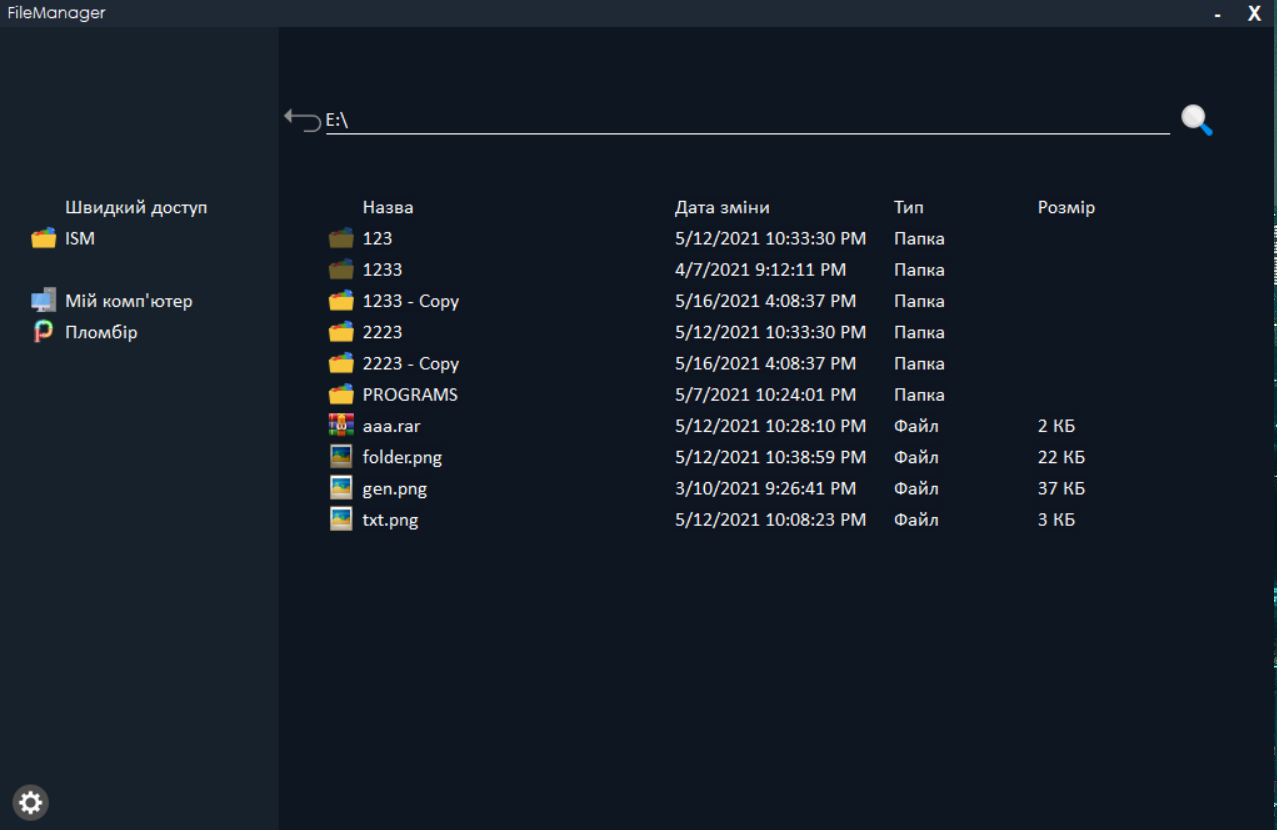 FileManager - X
E:\
Швидкий доступ
ISM
Мій комп'ютер
Пломбір
Назва Дата зміни Тип Розмір
123 5/12/2021 10:33:30 PM Папка
1233 4/7/2021 9:12:11 PM Папка
1233 - Copy 5/16/2021 4:08:37 PM Папка
2223 5/12/2021 10:33:30 PM Папка
2223 - Copy 5/16/2021 4:08:37 PM Папка
PROGRAMS 5/7/2021 10:24:01 PM Папка
aaa.rar 5/12/2021 10:28:10 PM Файл 2 КБ
folder.png 5/12/2021 10:38:59 PM Файл 22 КБ
gen.png 3/10/2021 9:26:41 PM Файл 37 КБ
txt.png 5/12/2021 10:08:23 PM Файл 3 КБ